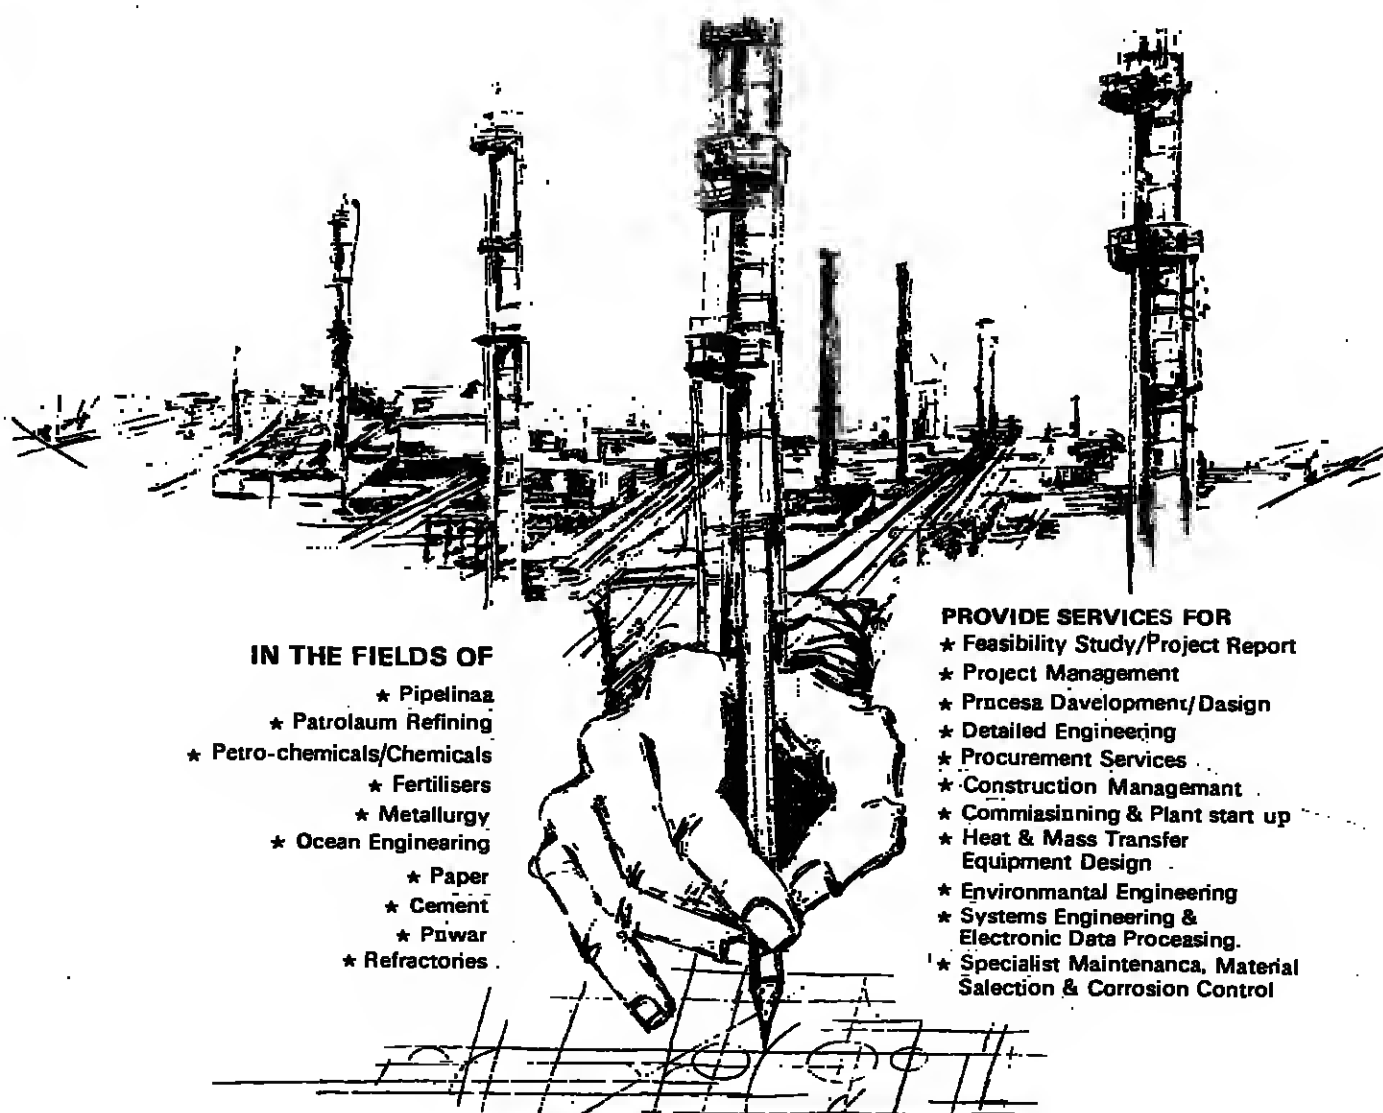 IN THE FIELDS OF
★ Pipelinaa
★ Patrolaum Refining
★ Petro-chemicals/Chemicals
★ Fertilisers
★ Metallurgy
★ Ocean Engineering
★ Paper
★ Cement
★ Pnwar
★ Refractories
PROVIDE SERVICES FOR
★ Feasibility Study/Project Report
★ Project Management
★ Prncesa Davelopment/Dasign
★ Detailed Engineering
★ Procurement Services
★ Construction Managemant
★ Commiasinning & Plant start up
★ Heat & Mass Transfer
Equipment Design
★ Environmantal Engineering
★ Systems Engineering &
Electronic Data Proceasing.
★ Specialist Maintenanca, Material
Salection & Corrosion Control